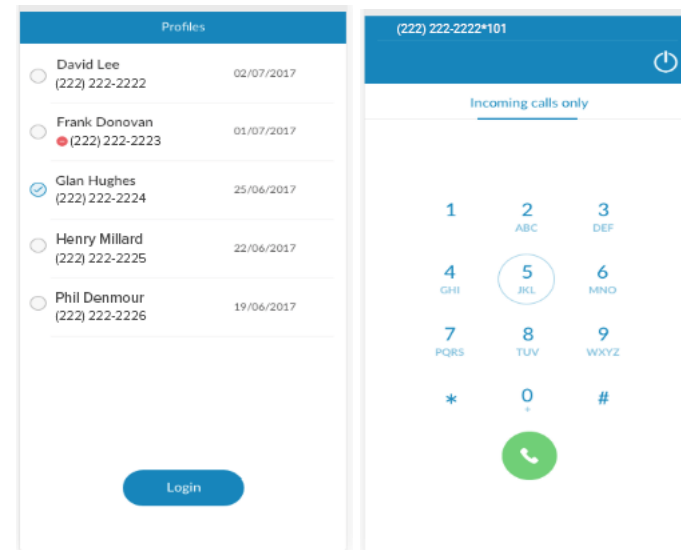 Profiles
David Lee
(222) 222-2222
02/07/2017
Frank Donovan
(222) 222-2223
01/07/2017
Glan Hughes
(222) 222-2224
25/06/2017
Henry Millard
(222) 222-2225
22/06/2017
Phil Denmour
(222) 222-2226
19/06/2017
Login
(222) 222-2222*101
Incoming calls only
1 2 3
ABC DEF
4 5 6
GHI JKL MNO
7 8 9
PQRS TUV WXYZ
* 0 #
+